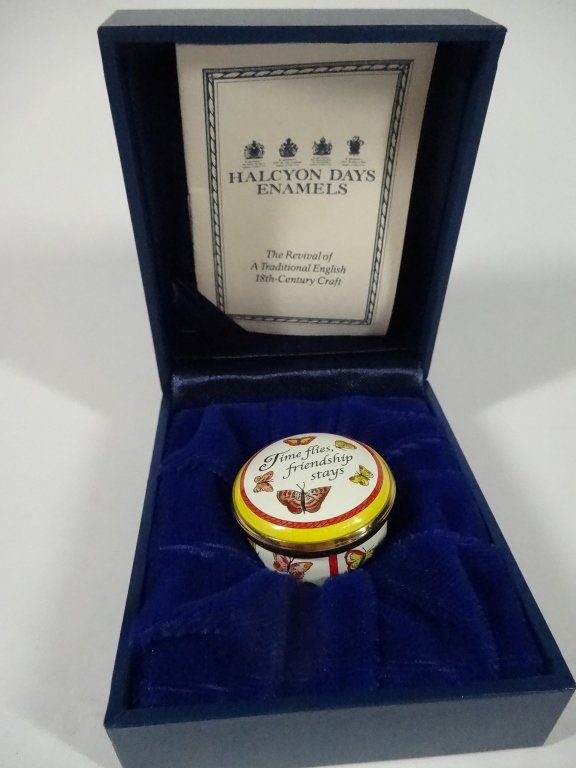 HALCYON DAYS
ENAMELS
The Revival of
A Traditional English
18th-Century Craft
Time flies,
friendship
stays